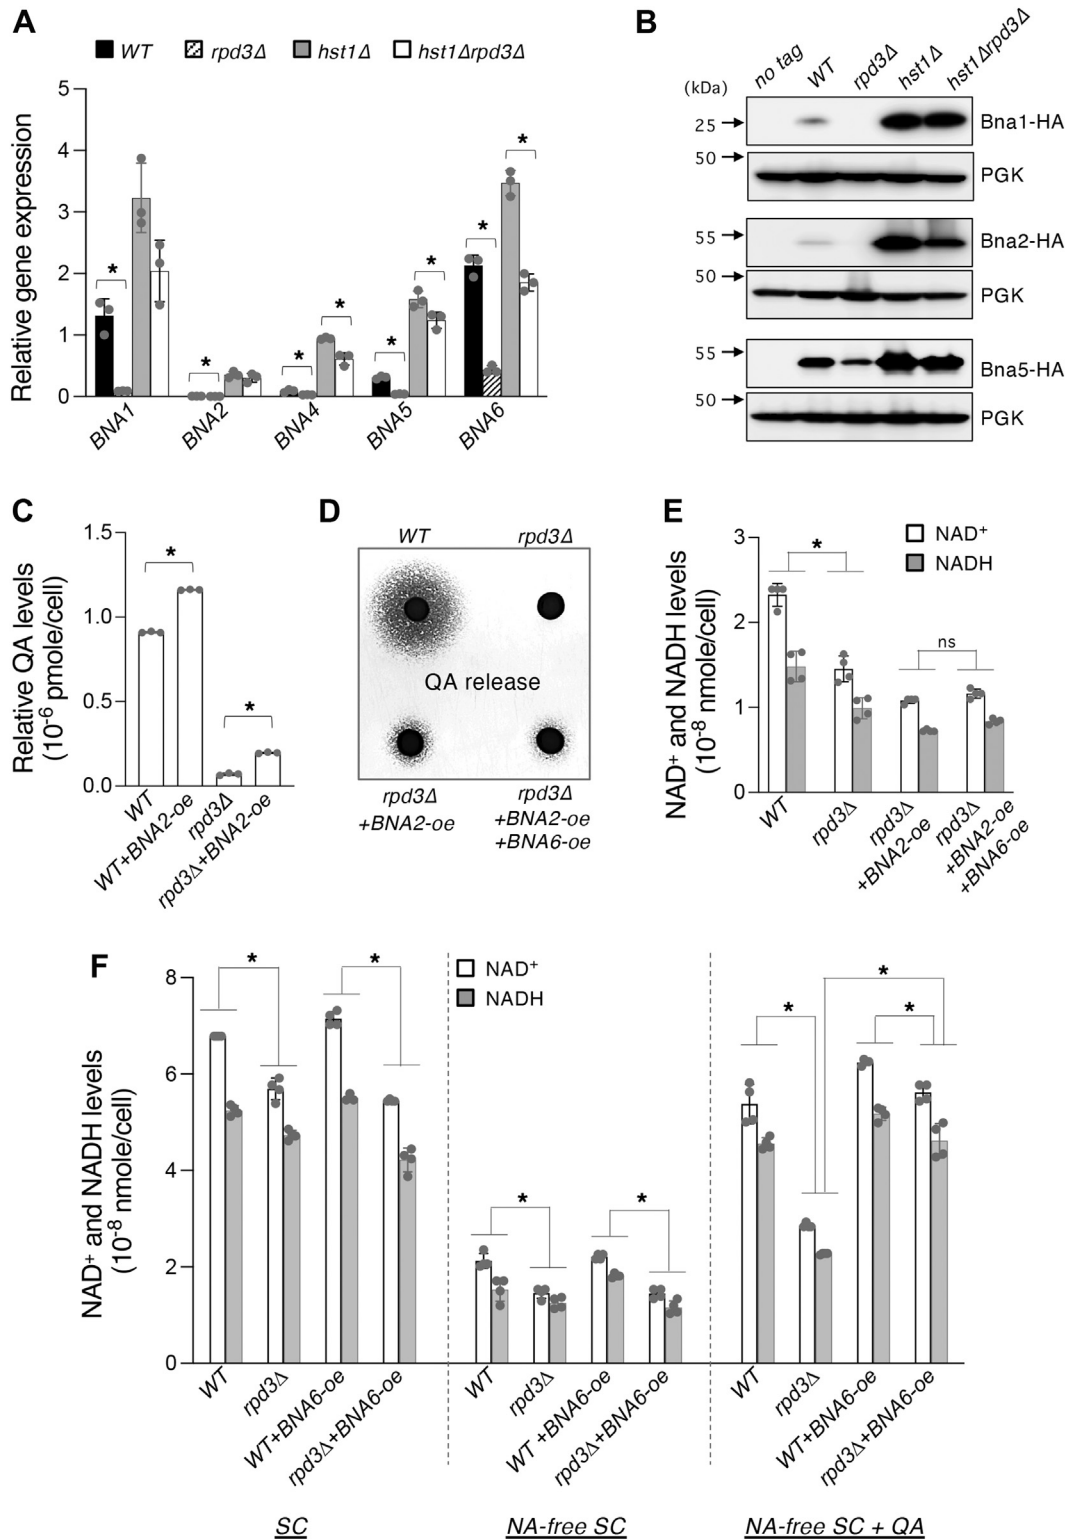 A
WT rpd3Δ hst1Δ hst1Δrpd3Δ
Relative gene expression
5
4
3
2
1
0
* * * * * * *
BNA1 BNA2 BNA4 BNA5 BNA6
B
no tag WT rpd3Δ hst1Δ hst1Δrpd3Δ
(kDa)
25 Bna1-HA
50 PGK
55 Bna2-HA
50 PGK
55 Bna5-HA
50 PGK
C
Relative QA levels
(10-6 pmole/cell)
1.5
1.0
0.5
0.0
* *
WT WT+BNA2-oe rpd3Δ rpd3Δ+BNA2-oe
D
WT rpd3Δ
QA release
rpd3Δ rpd3Δ
+BNA2-oe +BNA2-oe
+BNA6-oe
E
NAD+ and NADH levels
(10-8 nmole/cell)
NAD+
NADH
3
2
1
0
* ns
WT rpd3Δ rpd3Δ +BNA2-oe rpd3Δ +BNA2-oe +BNA6-oe
F
NAD+ and NADH levels
(10-8 nmole/cell)
NAD+
NADH
8
6
4
2
0
* * * * * * *
WT rpd3Δ WT+BNA6-oe rpd3Δ+BNA6-oe
WT rpd3Δ WT +BNA6-oe rpd3Δ+BNA6-oe
WT rpd3Δ WT+BNA6-oe rpd3Δ+BNA6-oe
SC NA-free SC NA-free SC + QA